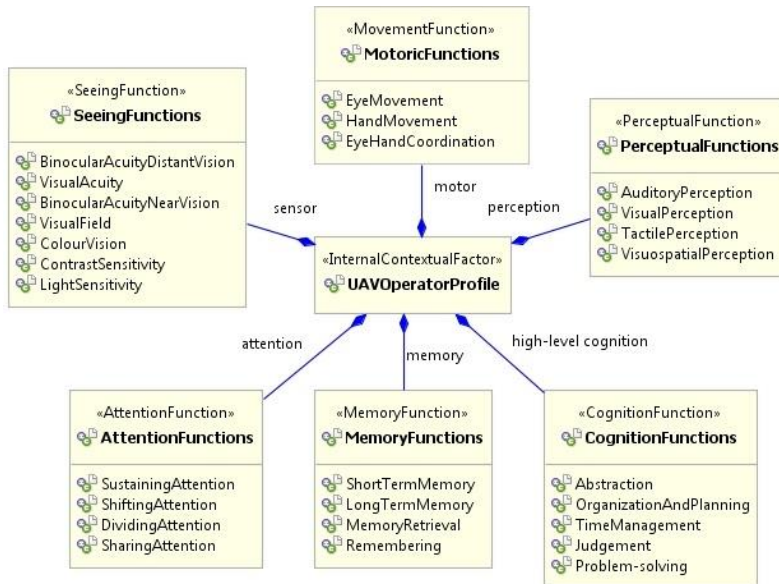 «MovementFunction»
MotoricFunctions
EyeMovement
HandMovement
EyeHandCoordination
«SeeingFunction»
SeeingFunctions
BinocularAcuityDistantVision
VisualAcuity
BinocularAcuityNearVision
VisualField
ColourVision
ContrastSensitivity
LightSensitivity
«PerceptualFunction»
PerceptualFunctions
AuditoryPerception
VisualPerception
TactilePerception
VisuospatialPerception
motor
sensor
perception
«InternalContextualFactor»
UAVOperatorProfile
attention
memory
high-level cognition
«AttentionFunction»
AttentionFunctions
SustainingAttention
ShiftingAttention
DividingAttention
SharingAttention
«MemoryFunction»
MemoryFunctions
ShortTermMemory
LongTermMemory
MemoryRetrieval
Remembering
«CognitionFunction»
CognitionFunctions
Abstraction
OrganizationAndPlanning
TimeManagement
Judgement
Problem-solving